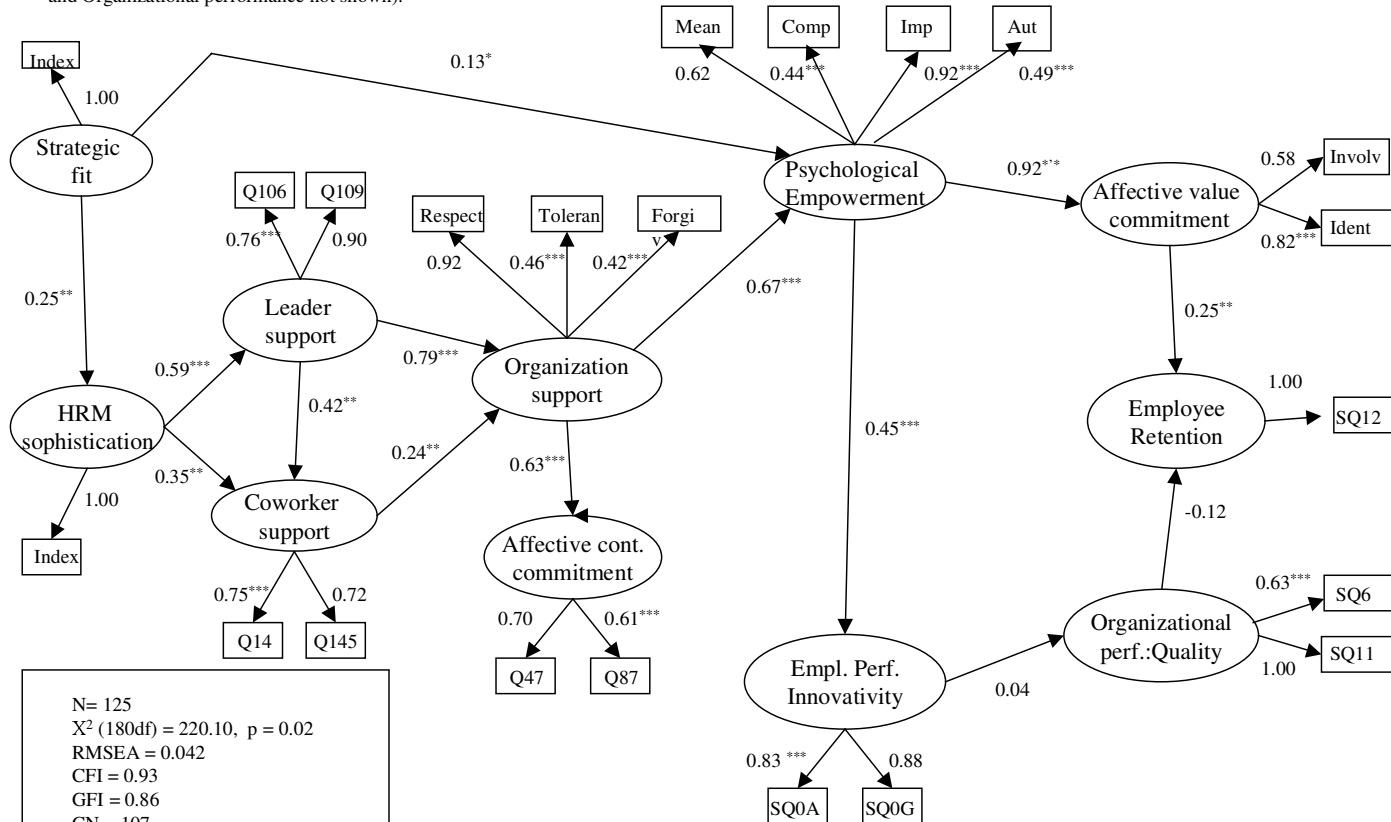 and Organizational performance not shown).
Mean
Comp
Imp
Aut
0.62
0.44***
0.92***
0.49***
Index
1.00
0.13*
Strategic
fit
Psychological
Empowerment
0.92***
Affective value
commitment
0.58
Involv
0.82***
Ident
Q106
Q109
0.76***
0.90
Respect
Toleran
Forgi
v
0.92
0.46***
0.42***
0.67***
0.25**
Leader
support
0.79***
Organization
support
0.25**
0.59***
0.42**
HRM
sophistication
0.35**
0.24**
0.63***
0.45***
Employee
Retention
1.00
SQ12
1.00
Index
Coworker
support
0.75***
0.72
Q14
Q145
Affective cont.
commitment
0.70
0.61***
Q47
Q87
-0.12
Organizational
perf.:Quality
0.63***
SQ6
1.00
SQ11
Empl. Perf.
Innovativity
0.04
0.83 ***
0.88
SQ0A
SQ0G
N= 125
X² (180df) = 220.10, p = 0.02
RMSEA = 0.042
CFI = 0.93
GFI = 0.86